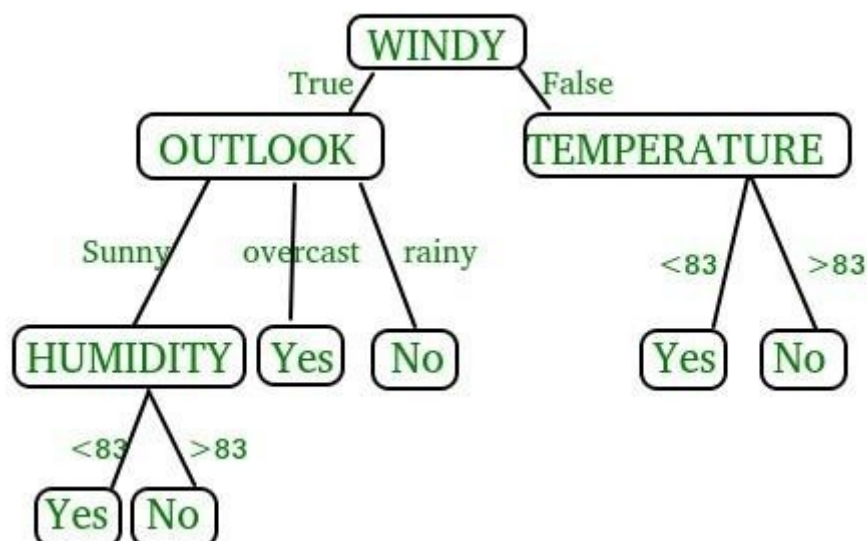 WINDY
True False
OUTLOOK TEMPERATURE
Sunny overcast rainy <83 >83
HUMIDITY Yes No Yes No
<83 >83
Yes No